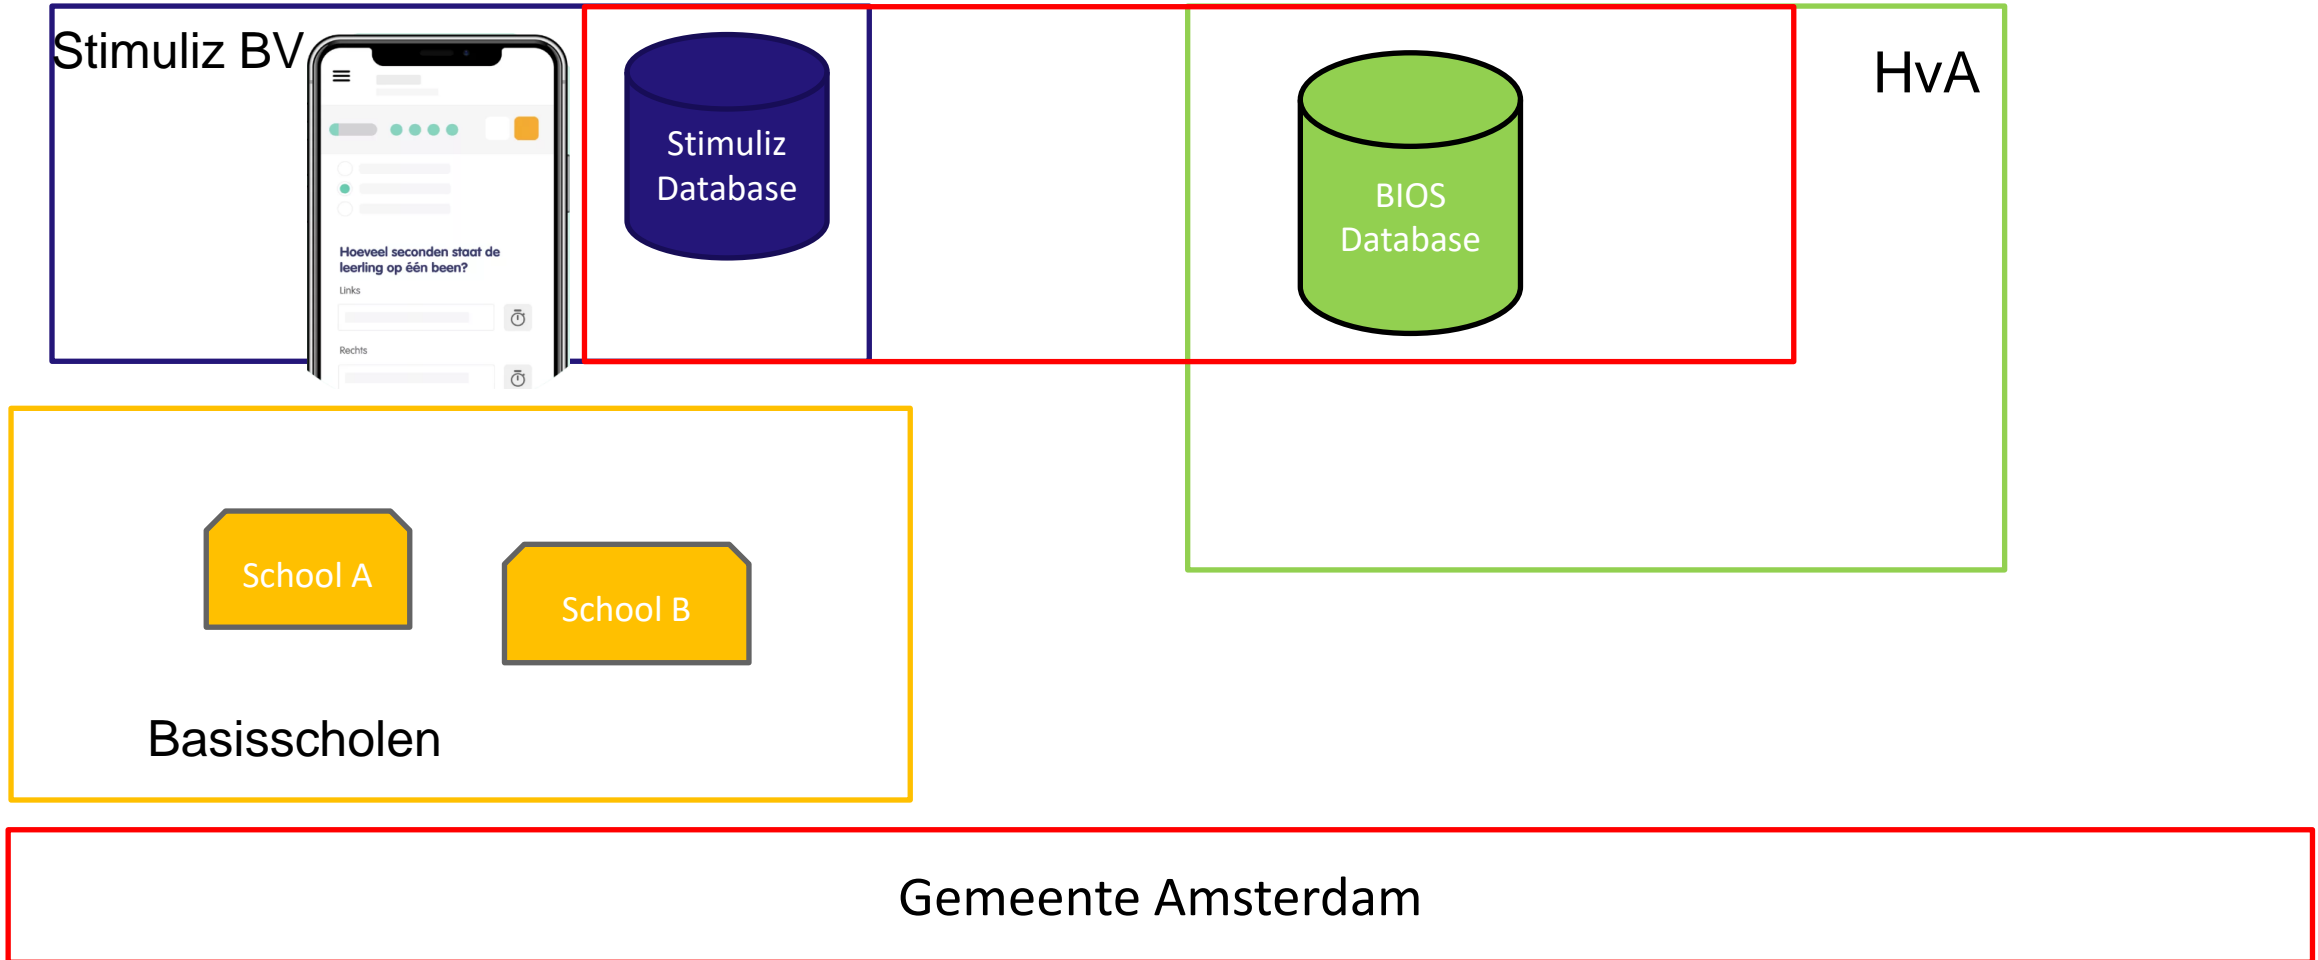 Stimuliz BV
Hoeveel seconden staat de
leerling op één been?
Links
Rechts
Stimuliz
Database
BIOS
Database
HvA
School A
School B
Basisscholen
Gemeente Amsterdam